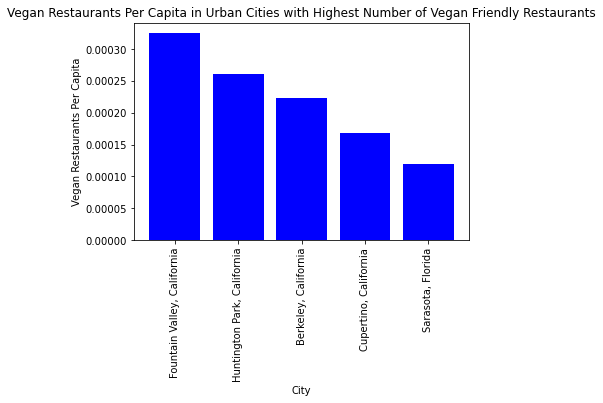 Vegan Restaurants Per Capita in Urban Cities with Highest Number of Vegan Friendly Restaurants
Vegan Restaurants Per Capita
0.00030
0.00025
0.00020
0.00015
0.00010
0.00005
0.00000
Fountain Valley, California
Huntington Park, California
Berkeley, California
Cupertino, California
Sarasota, Florida
City